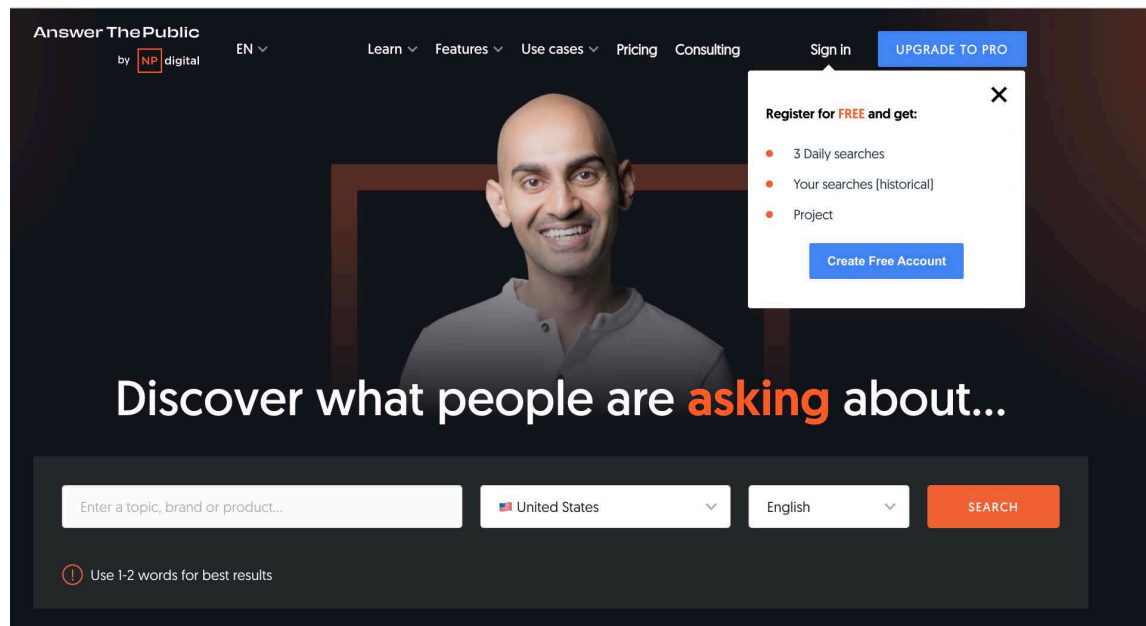 Answer The Public
by NP digital
EN
Learn Features Use cases Pricing Consulting
Sign in
UPGRADE TO PRO
Register for FREE and get:
3 Daily searches
Your searches (historical)
Project
Create Free Account
Discover what people are asking about...
Enter a topic, brand or product...
United States
English
SEARCH
Use 1-2 words for best results